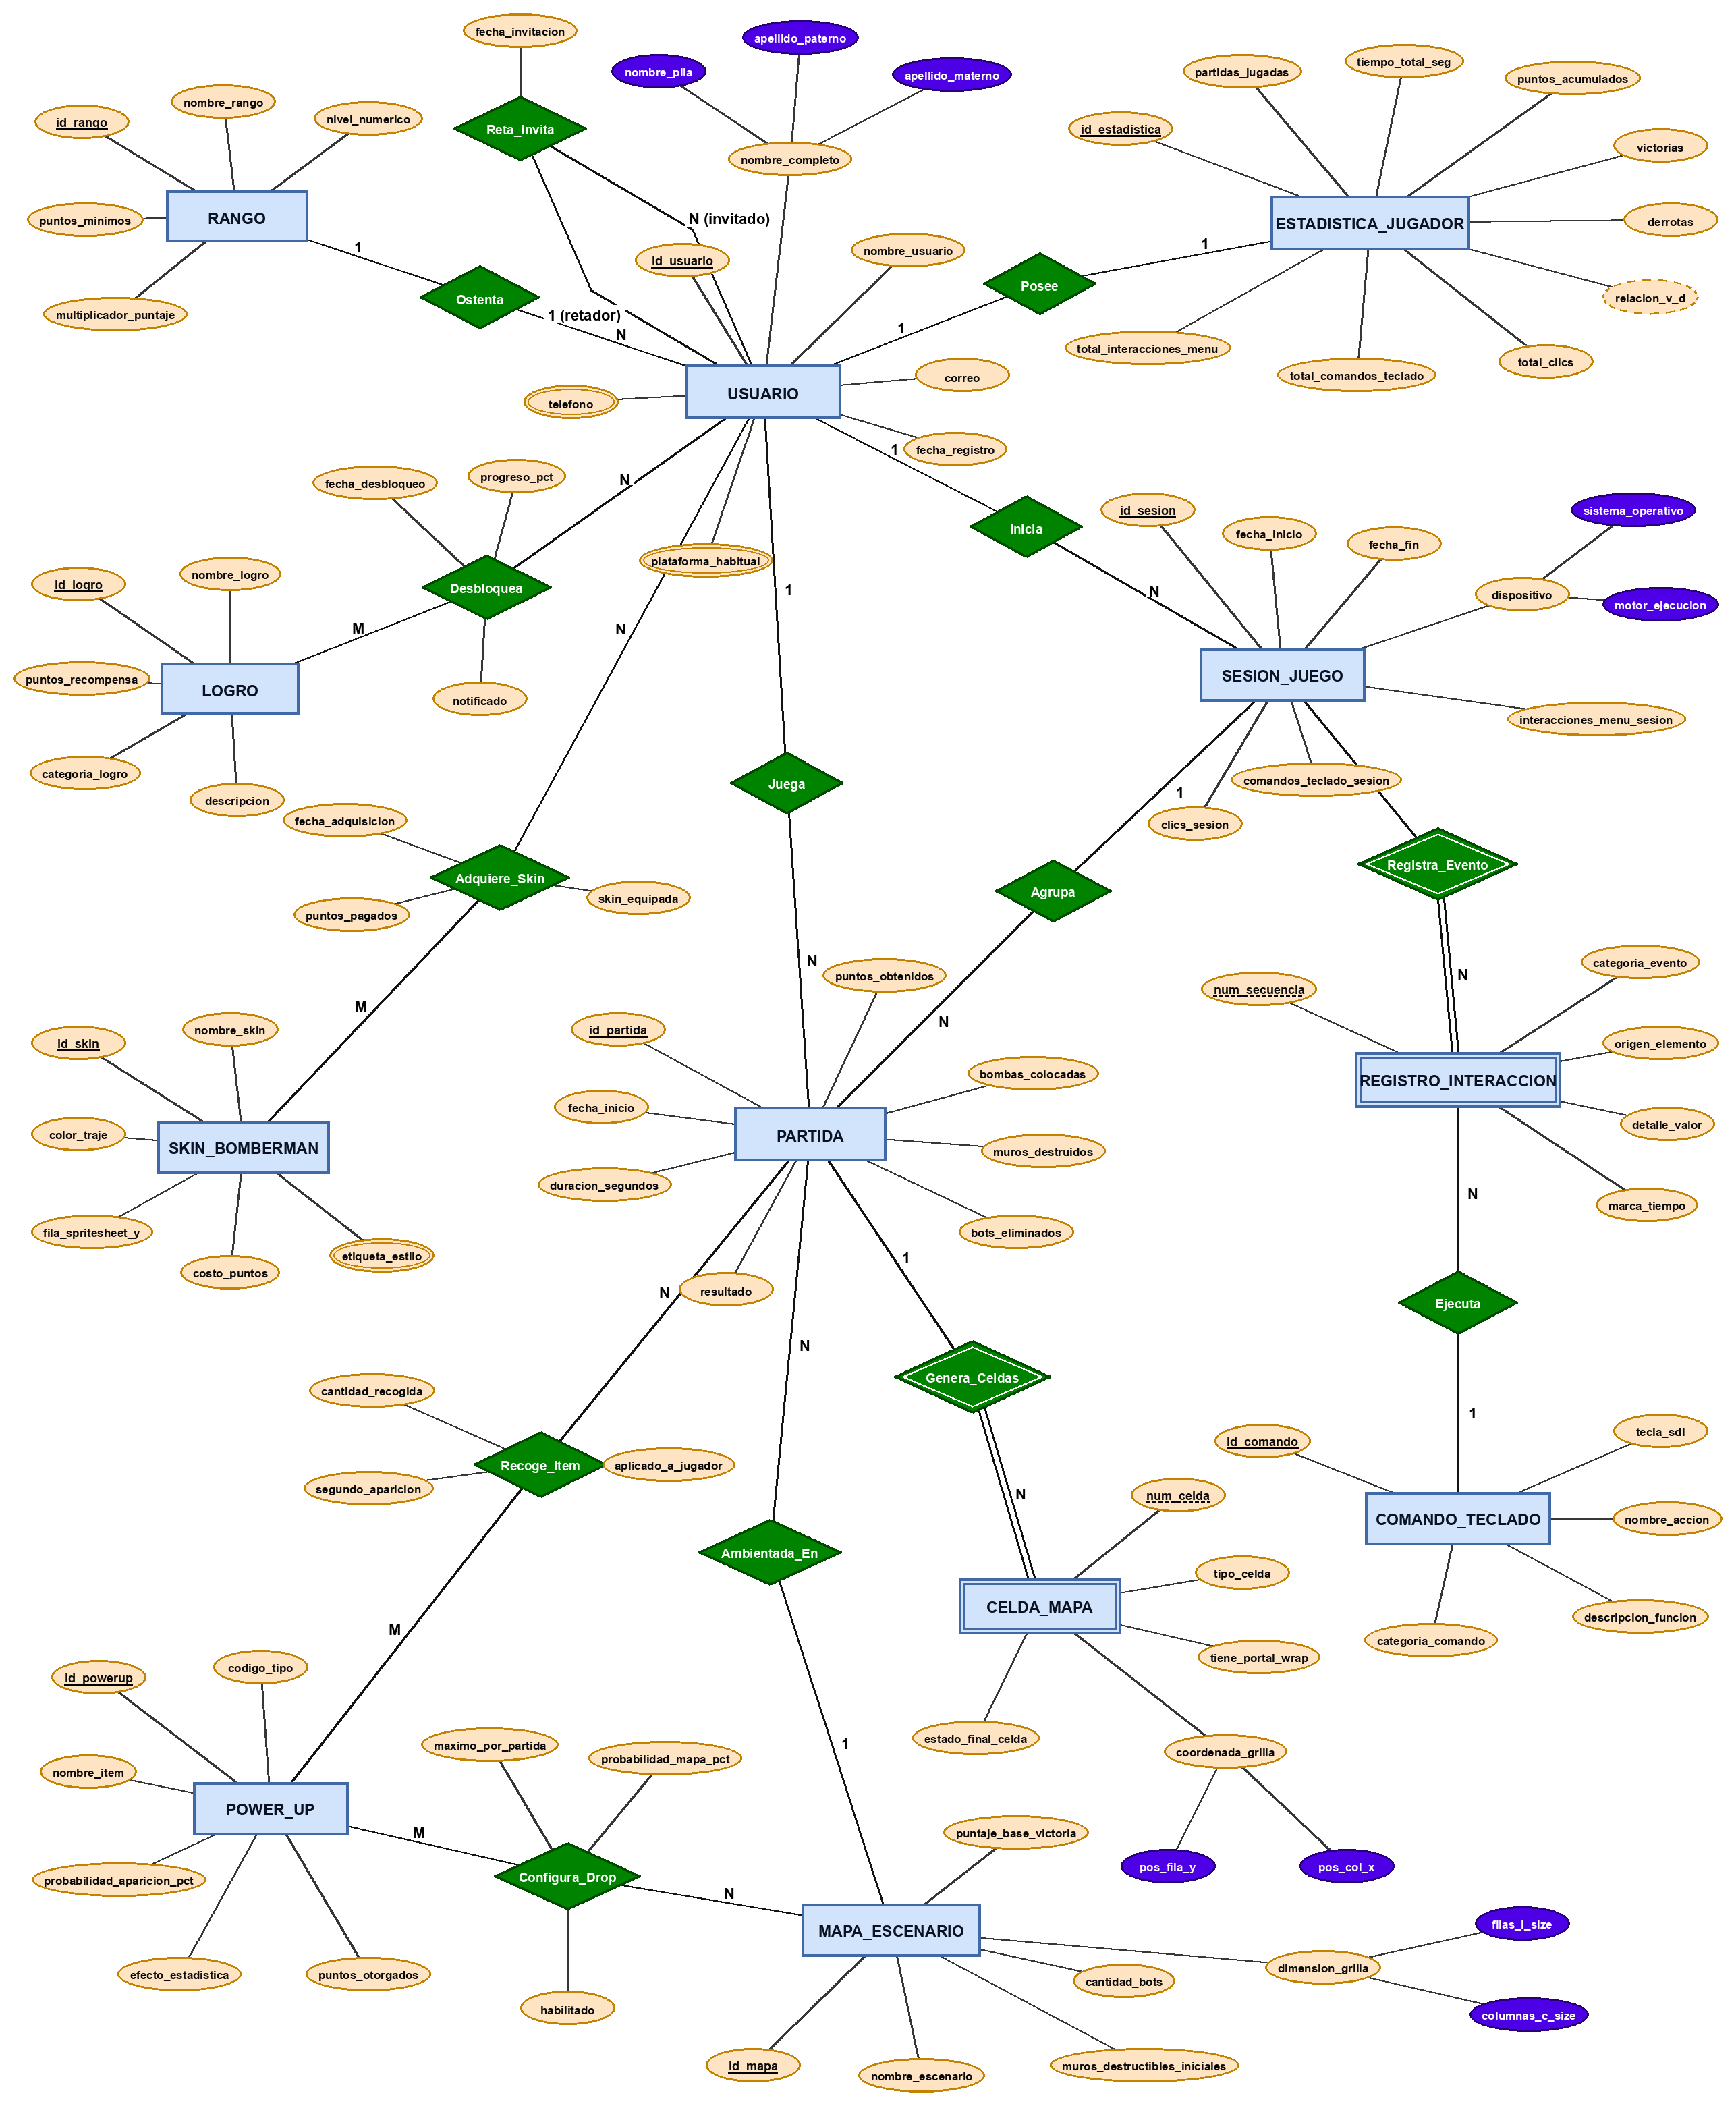 fecha_invitacion
apellido_paterno
nombre_pila
apellido_materno
partidas_jugadas
tiempo_total_seg
puntos_acumulados
nombre_rango
id_rango
nivel_numerico
Reta_Invita
nombre_completo
id_estadistica
victorias
puntos_minimos
RANGO
N (invitado)
ESTADISTICA_JUGADOR
derrotas
1
1
id_usuario
nombre_usuario
Ostenta
Posee
relacion_v_d
multiplicador_puntaje
1 (retador)
N
1
total_interacciones_menu
total_comandos_teclado
total_clics
telefono
USUARIO
correo
fecha_registro
1
fecha_desbloqueo
progreso_pct
N
id_sesion
sistema_operativo
Inicia
fecha_inicio
fecha_fin
id_logro
nombre_logro
Desbloquea
plataforma_habitual
1
N
dispositivo
motor_ejecucion
M
N
puntos_recompensa
LOGRO
notificado
SESION_JUEGO
interacciones_menu_sesion
categoria_logro
descripcion
Juega
comandos_teclado_sesion
1
fecha_adquisicion
clics_sesion
Adquiere_Skin
Agrupa
Registra_Evento
puntos_pagados
skin_equipada
N
puntos_obtenidos
N
categoria_evento
num_secuencia
M
N
id_skin
nombre_skin
id_partida
origen_elemento
bombas_colocadas
REGISTRO_INTERACCION
fecha_inicio
color_traje
SKIN_BOMBERMAN
PARTIDA
muros_destruidos
detalle_valor
duracion_segundos
N
marca_tiempo
fila_spritesheet_y
costo_puntos
etiqueta_estilo
bots_eliminados
1
resultado
N
Ejecuta
N
cantidad_recogida
Genera_Celdas
1
Recoge_Item
aplicado_a_jugador
segundo_aparicion
N
id_comando
tecla_sdl
num_celda
COMANDO_TECLADO
nombre_accion
Ambientada_En
tipo_celda
CELDA_MAPA
descripcion_funcion
M
categoria_comando
tiene_portal_wrap
id_powerup
codigo_tipo
estado_final_celda
1
maximo_por_partida
probabilidad_mapa_pct
coordenada_grilla
nombre_item
POWER_UP
M
puntaje_base_victoria
probabilidad_aparicion_pct
Configura_Drop
N
pos_fila_y
pos_col_x
MAPA_ESCENARIO
filas_l_size
efecto_estadistica
puntos_otorgados
cantidad_bots
dimension_grilla
habilitado
columnas_c_size
id_mapa
nombre_escenario
muros_destructibles_iniciales